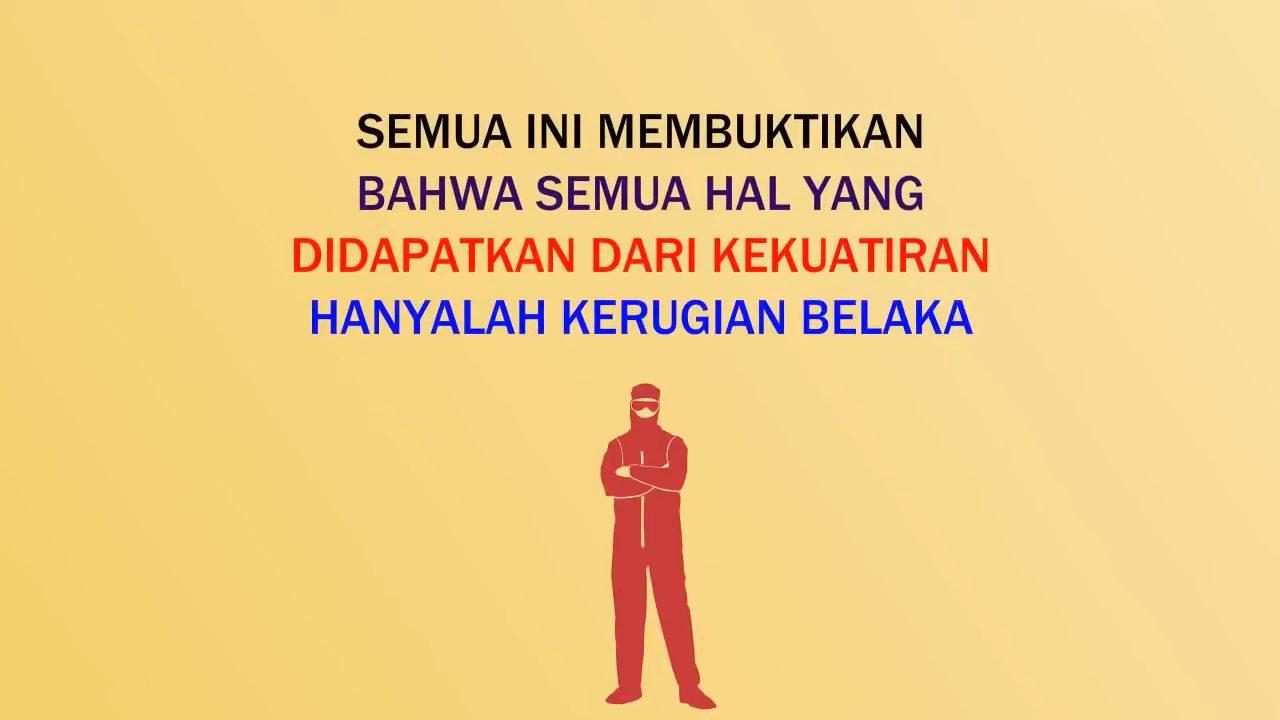 SEMUA INI MEMBUKTIKAN
BAHWA SEMUA HAL YANG
DIDAPATKAN DARI KEKUATIRAN
HANYALAH KERUGIAN BELAKA